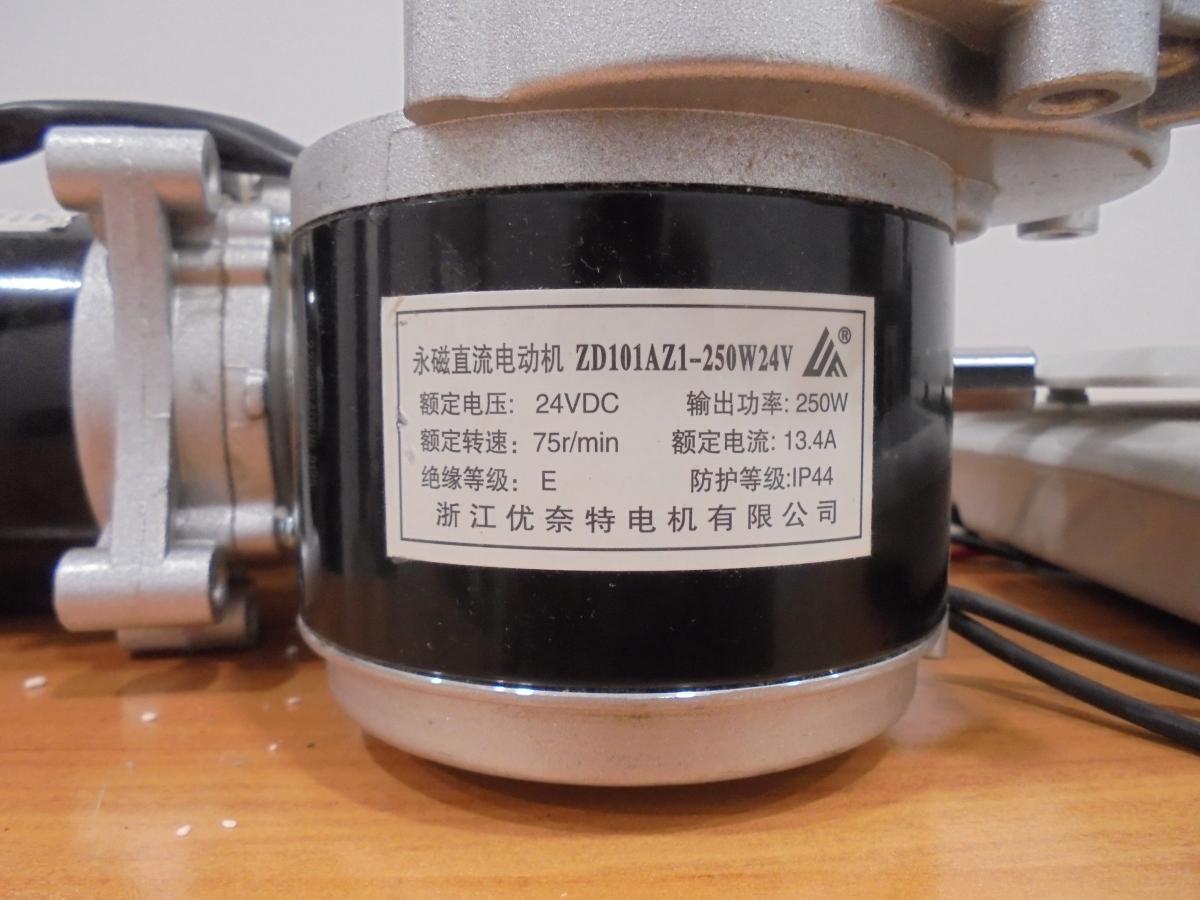 永磁直流电动机 ZD101AZ1-250W24V ®
额定电压: 24VDC 输出功率: 250W
额定转速: 75r/min 额定电流: 13.4A
绝缘等级: E 防护等级:IP44
浙江优奈特电机有限公司